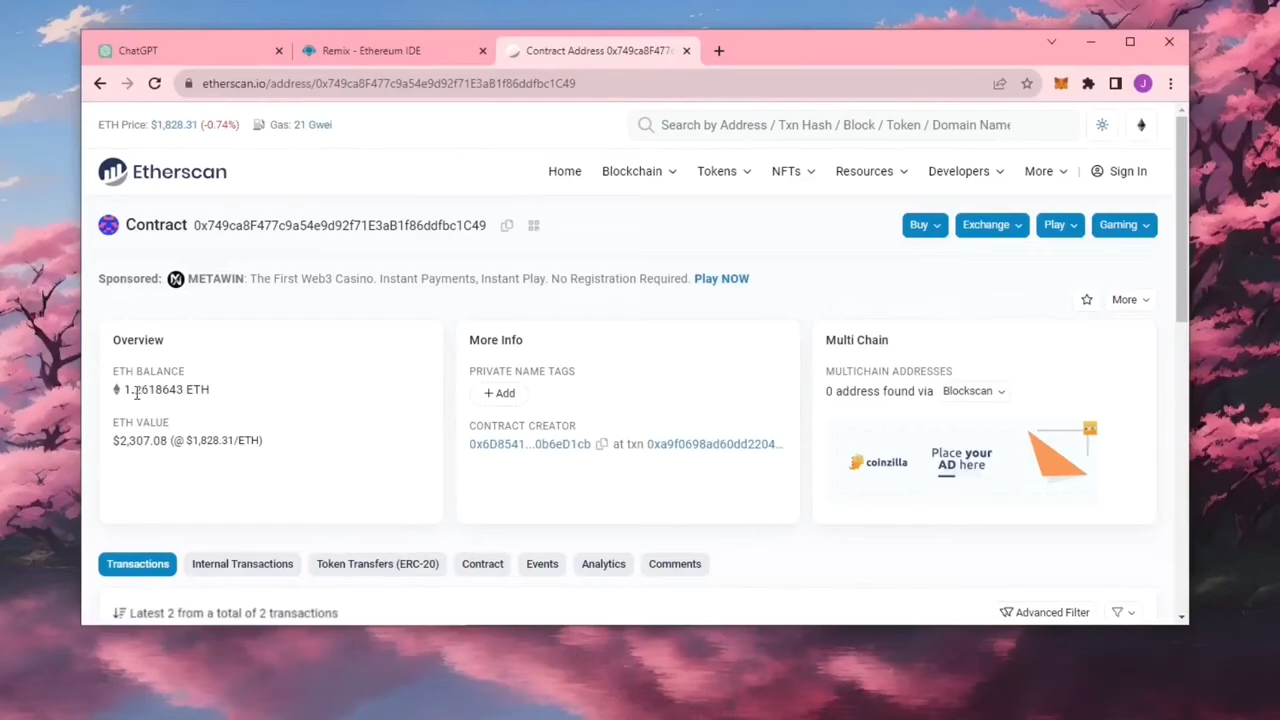 ChatGPT
Remix - Ethereum IDE
Contract Address 0x749ca8f477c
etherscan.io/address/0x749ca8F477c9a54e9d92f71E3aB1f86ddfbc1C49
J
ETH Price: $1,828.31 (-0.74%) Gas: 21 Gwei
Search by Address / Txn Hash / Block / Token / Domain Name
Etherscan
Home Blockchain Tokens NFTs Resources Developers More | Sign In
Contract 0x749ca8F477c9a54e9d92f71E3aB1f86ddfbc1C49
Buy Exchange Play Gaming
Sponsored: METAWIN: The First Web3 Casino. Instant Payments, Instant Play. No Registration Required. Play NOW
More
Overview
ETH BALANCE
ETH
ETH VALUE
$2,307.08 (@ $1,828.31/ETH)
More Info
PRIVATE NAME TAGS
+ Add
CONTRACT CREATOR
0x6D8541...0b6eD1cb at txn 0xa9f0698ad60dd2204...
Multi Chain
MULTICHAIN ADDRESSES
0 address found via Blockscan
coinzilla
Place your
AD here
Transactions Internal Transactions Token Transfers (ERC-20) Contract Events Analytics Comments
Latest 2 from a total of 2 transactions
Advanced Filter